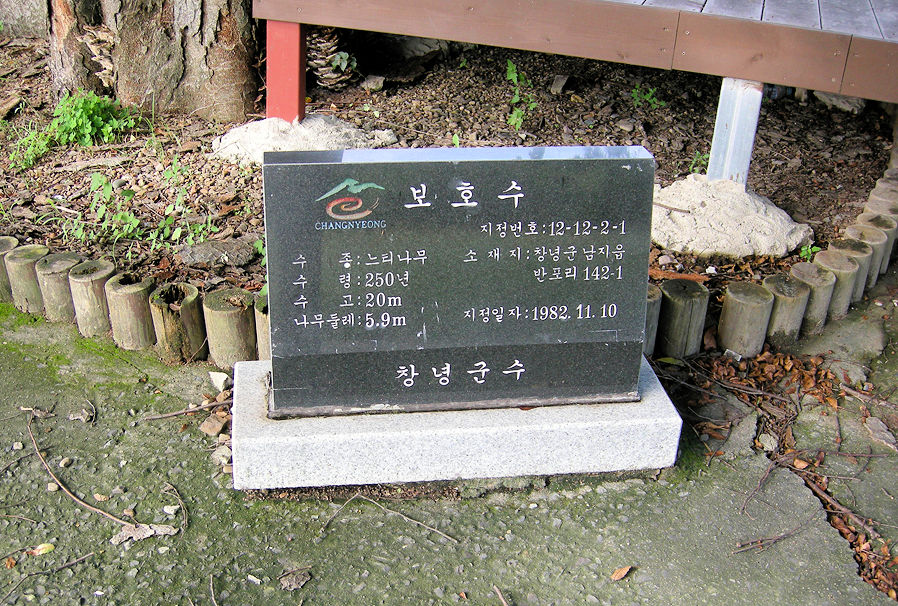 CHANGNYEONG
보호수
지정번호:12-12-2-1
수 종:느티나무
소 재 지:창녕군 남지읍
수 령:250년
반포리 142-1
수 고:20m
나무둘레:5.9m
지정일자:1982.11.10
창녕군수